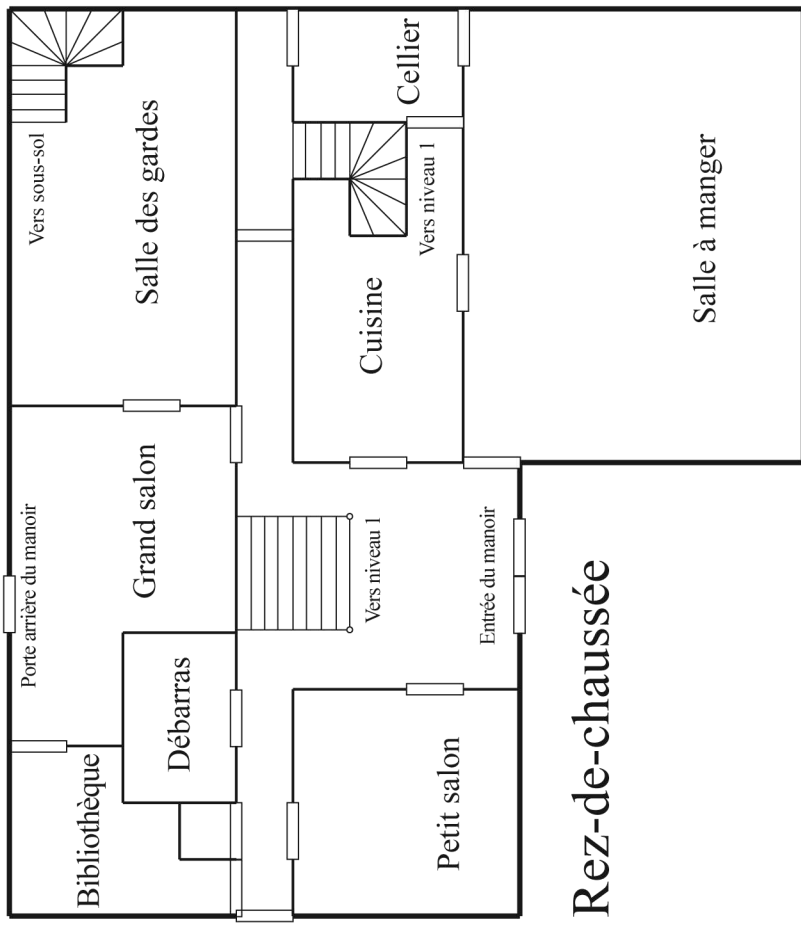 Vers sous-sol
Salle des gardes
Cellier
Vers niveau 1
Cuisine
Salle à manger
Porte arrière du manoir
Grand salon
Vers niveau 1
Entrée du manoir
Débarras
Bibliothèque
Petit salon
Rez-de-chaussée